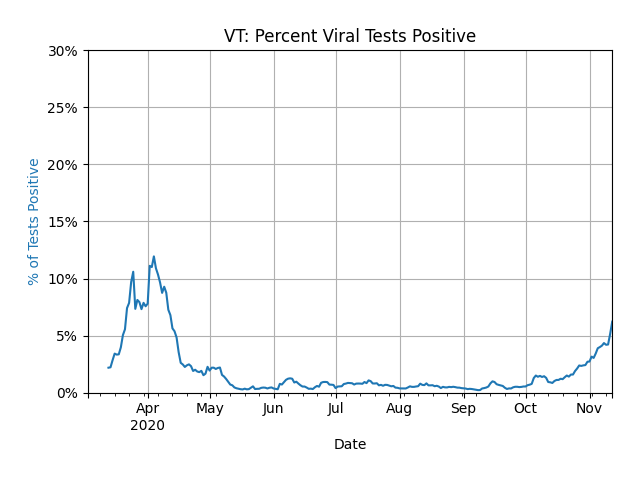 VT: Percent Viral Tests Positive
30%
25%
20%
15%
10%
5%
0%
% of Tests Positive
Apr
2020
May
Jun
Jul
Aug
Sep
Oct
Nov
Date